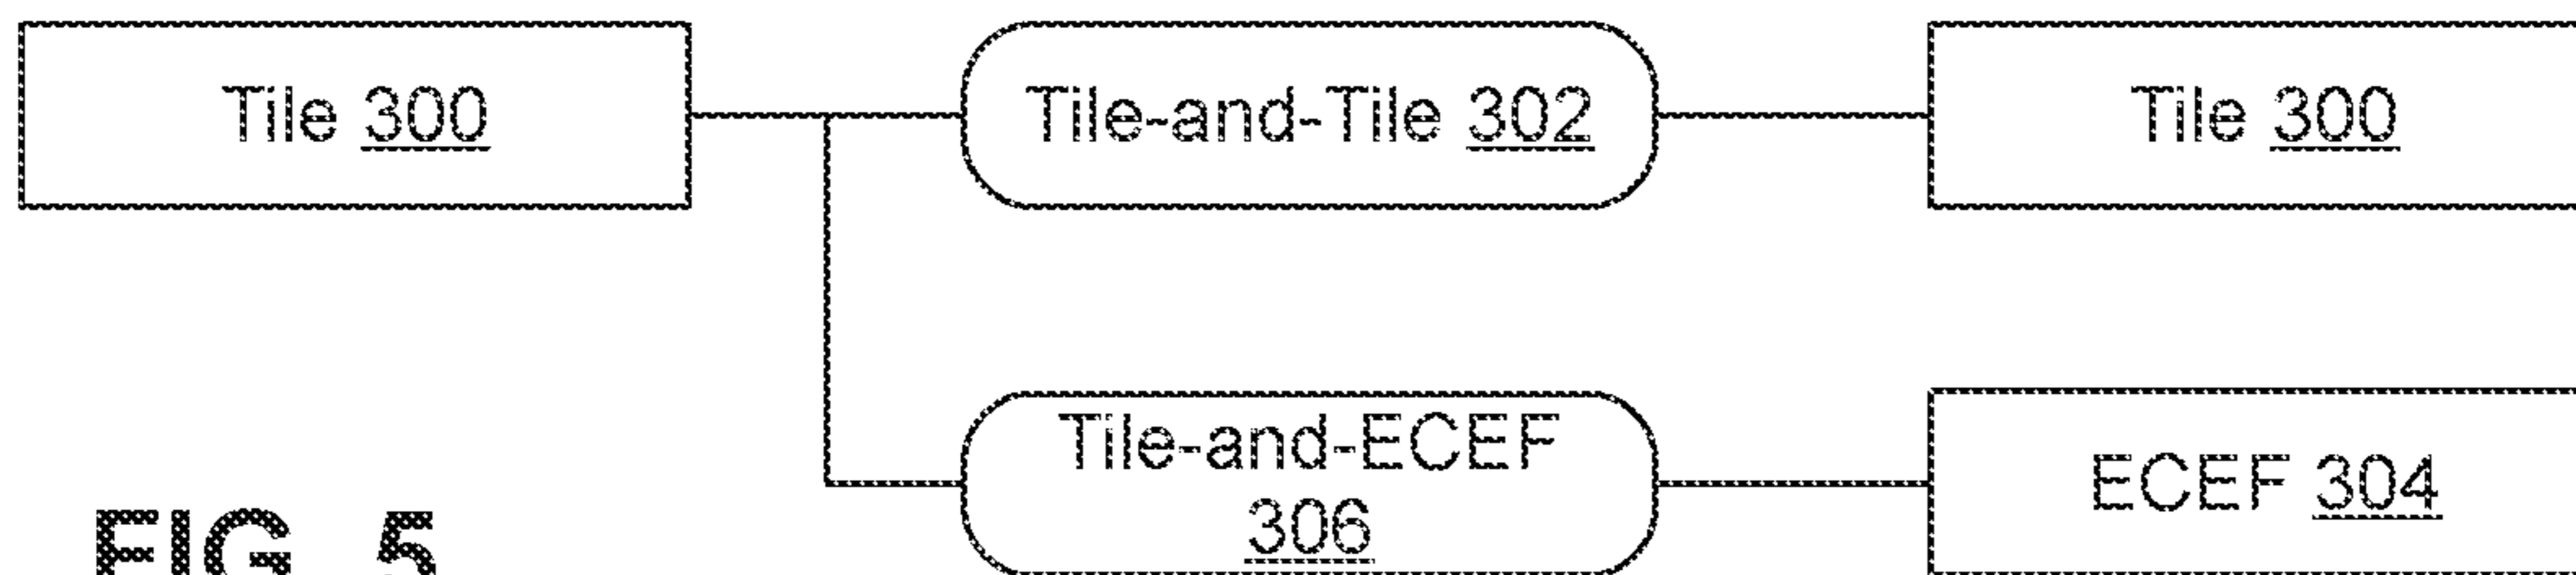 Tile 300
Tile-and-Tile 302
Tile 300
Tile-and-ECEF
306
ECEF 304
FIG. 5